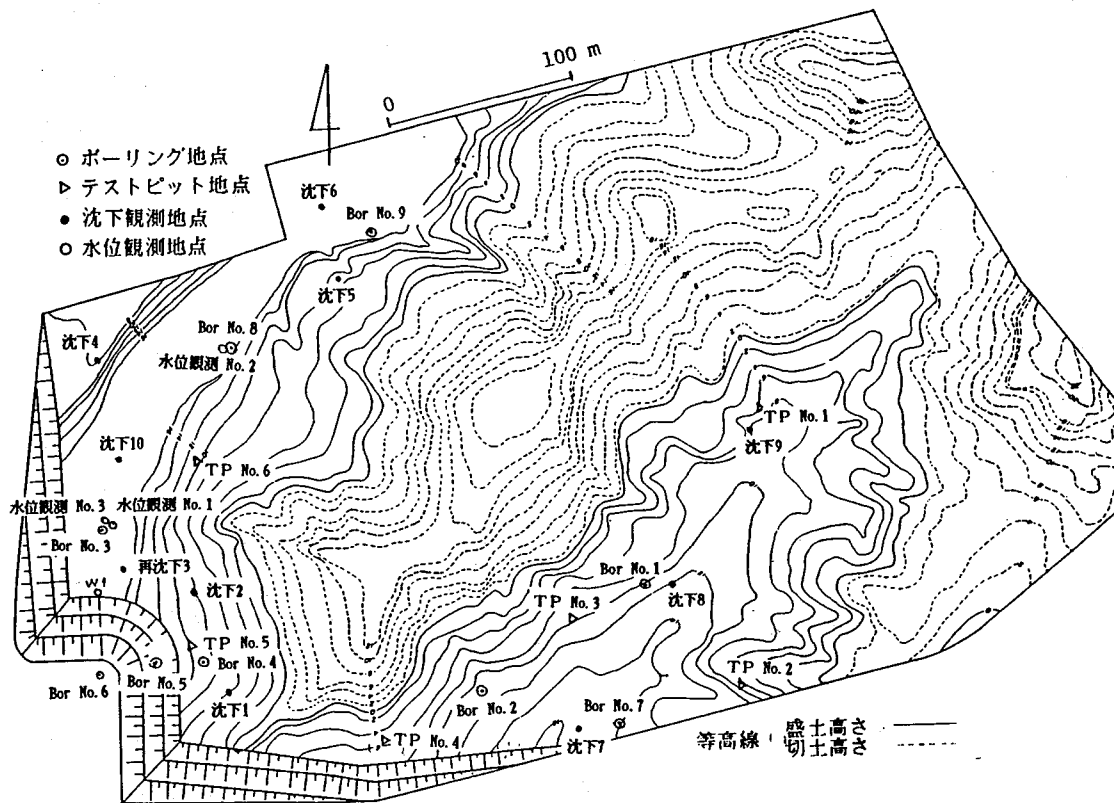 100 m
0
⊙ ボーリング地点
▷ テストピット地点
● 沈下観測地点
○ 水位観測地点
沈下6
Bor No.9
沈下5
沈下4
Bor No.8
水位観測 No.2
TP No.1
沈下9
沈下10
TP No.6
水位観測 No.3
水位観測 No.1
Bor No.3
再沈下3
沈下2
Bor No.1
沈下8
TP No.3
TP No.5
Bor No.4
Bor No.5
Bor No.6
沈下1
TP No.2
Bor No.2
Bor No.7
沈下7
TP No.4
等高線
盛土高さ
切土高さ